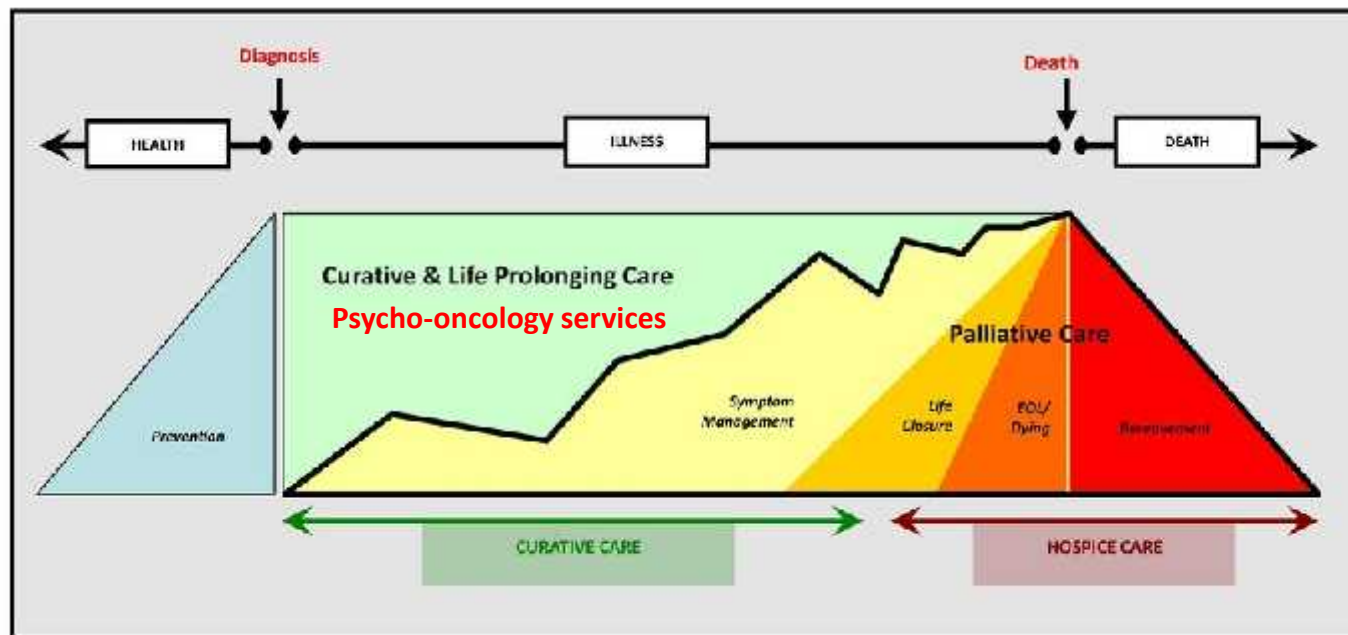 Diagnosis
Death
HEALTH
ILLNESS
DEATH
Curative & Life Prolonging Care
Psycho-oncology services
Palliative Care
Prevention
Symptom
Management
Life
Closure
EOL/
Dying
Bereavement
CURATIVE CARE
HOSPICE CARE